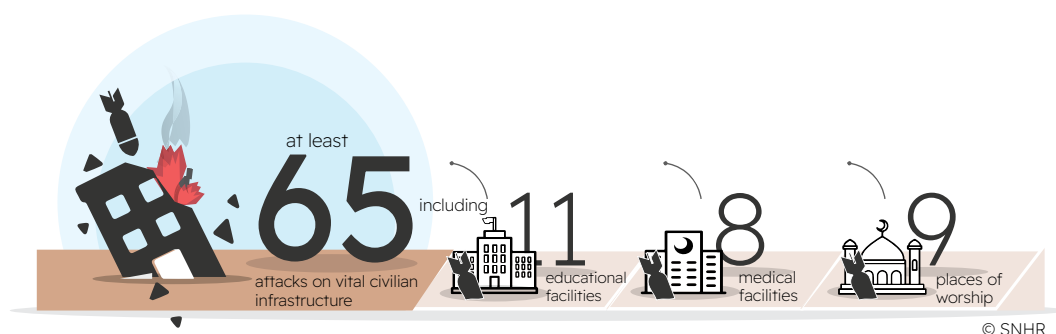 at least
65
attacks on vital civilian
infrastructure
including
11
educational
facilities
8
medical
facilities
9
places of
worship
© SNHR